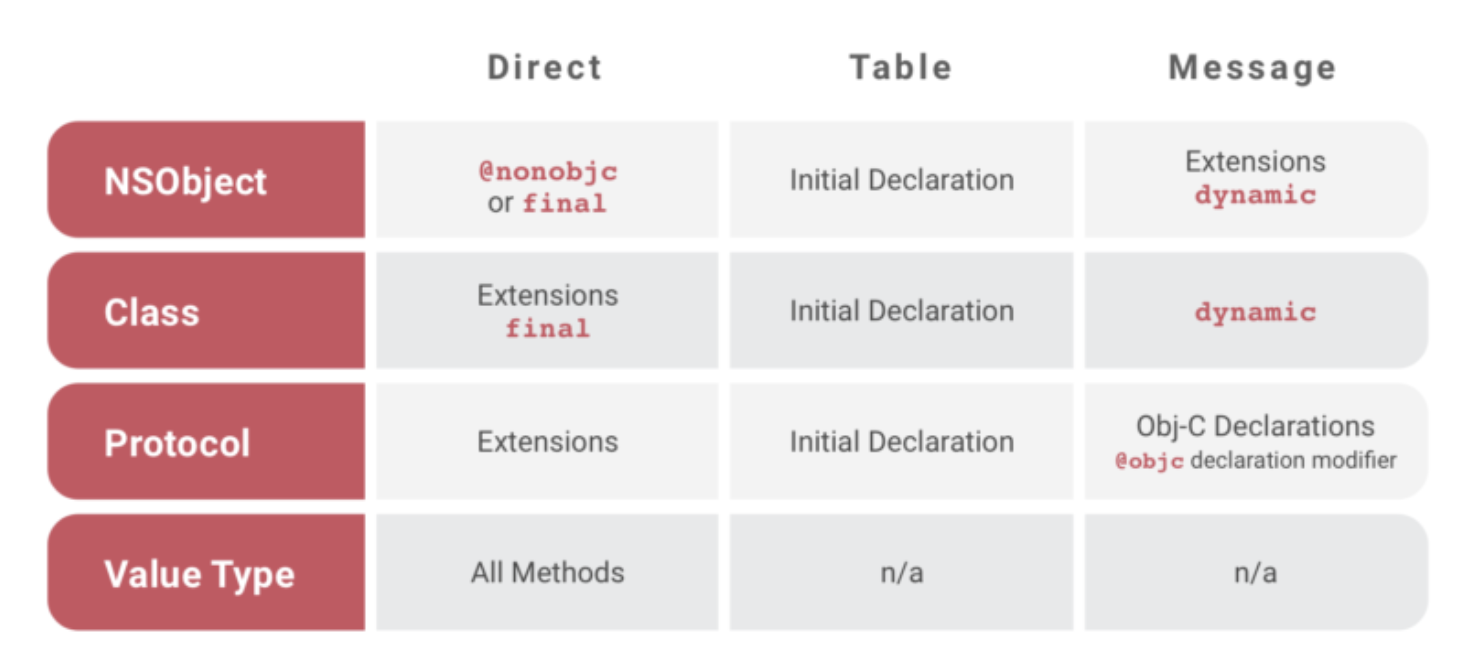 Direct Table Message
NSObject @nonobjc or final Initial Declaration Extensions dynamic
Class Extensions final Initial Declaration dynamic
Protocol Extensions Initial Declaration Obj-C Declarations @objc declaration modifier
Value Type All Methods n/a n/a